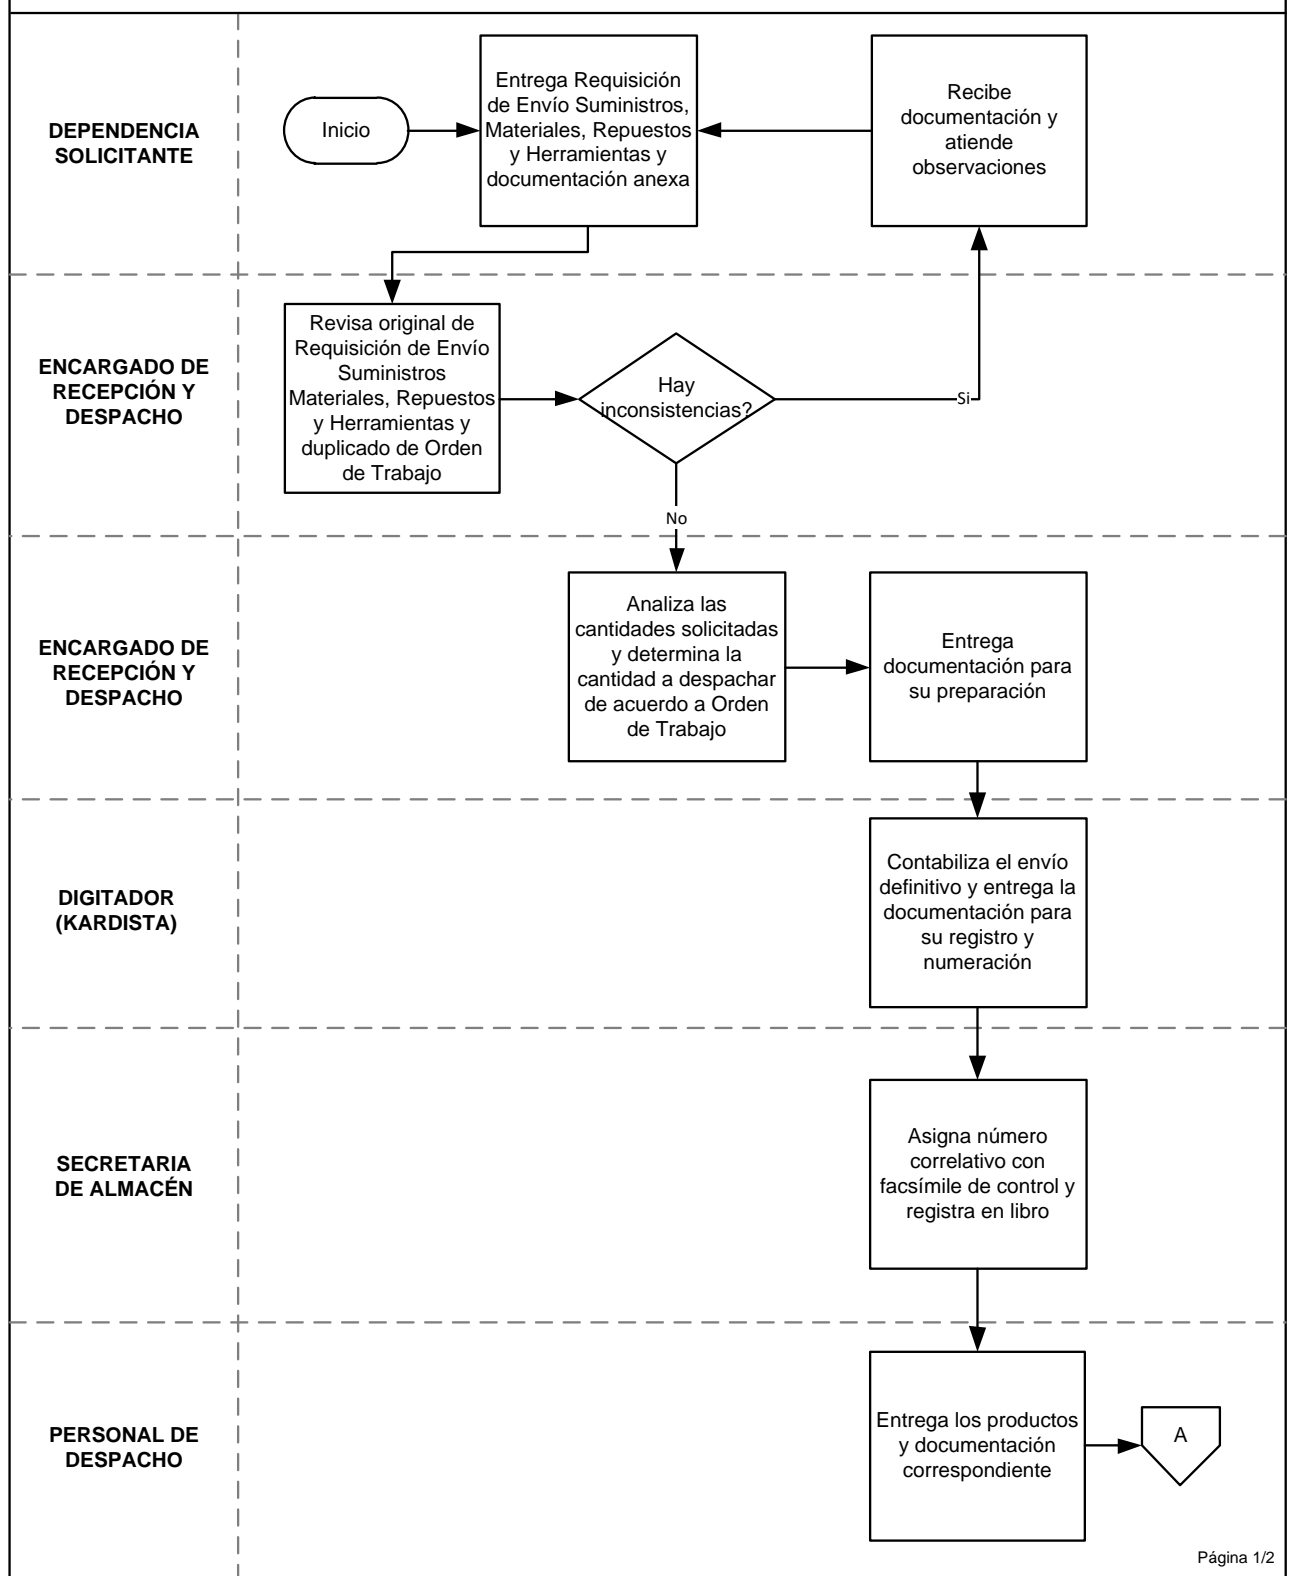 DEPENDENCIA
SOLICITANTE
Inicio
Entrega Requisición
de Envío Suministros,
Materiales, Repuestos
y Herramientas y
documentación anexa
Recibe
documentación y
atiende
observaciones
ENCARGADO DE
RECEPCIÓN Y
DESPACHO
Revisa original de
Requisición de Envío
Suministros
Materiales, Repuestos
y Herramientas y
duplicado de Orden
de Trabajo
Hay
inconsistencias?
Si
No
ENCARGADO DE
RECEPCIÓN Y
DESPACHO
Analiza las
cantidades solicitadas
y determina la
cantidad a despachar
de acuerdo a Orden
de Trabajo
Entrega
documentación para
su preparación
DIGITADOR
(KARDISTA)
Contabiliza el envío
definitivo y entrega la
documentación para
su registro y
numeración
SECRETARIA
DE ALMACÉN
Asigna número
correlativo con
facsímile de control y
registra en libro
PERSONAL DE
DESPACHO
Entrega los productos
y documentación
correspondiente
A
Página 1/2